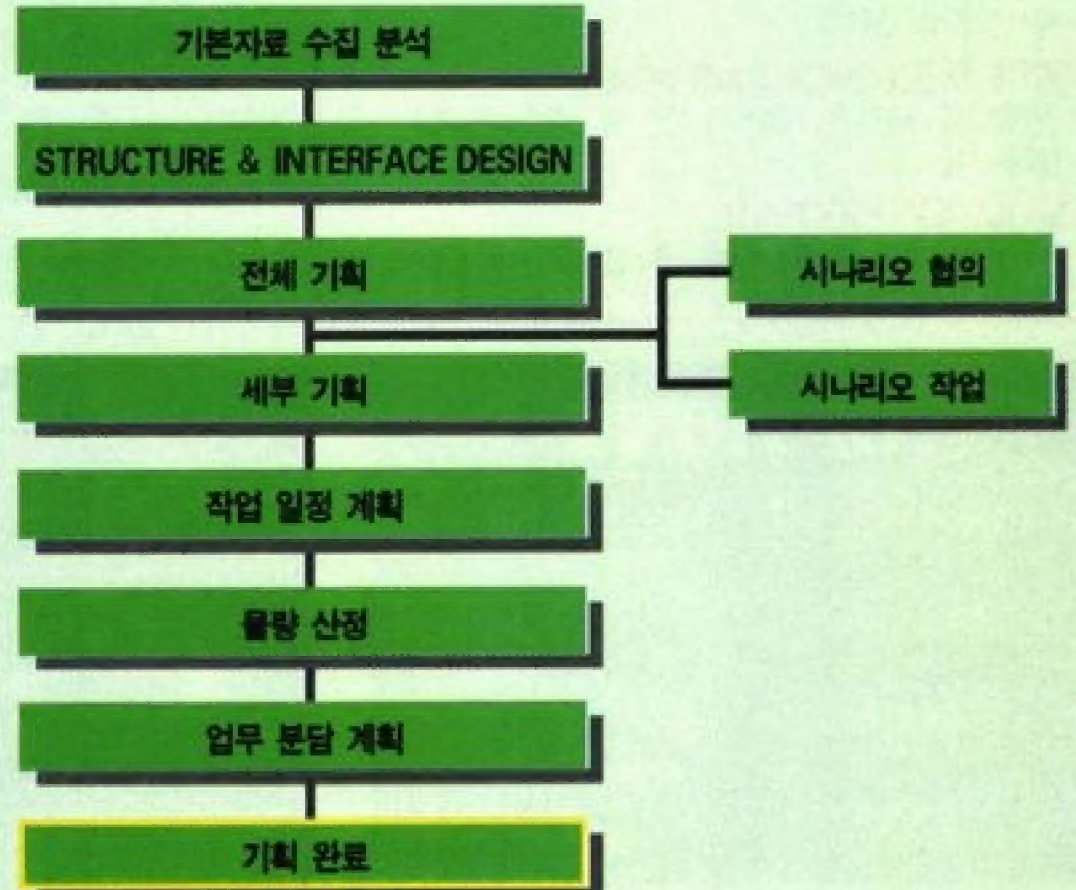 기본자료 수집 분석
STRUCTURE & INTERFACE DESIGN
전체 기획
시나리오 협의
세부 기획
시나리오 작업
작업 일정 계획
물량 산정
업무 분담 계획
기획 완료